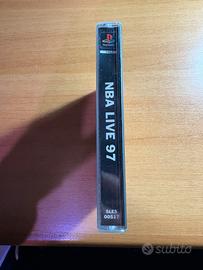 NBA LIVE 97
SLES
00517
subito